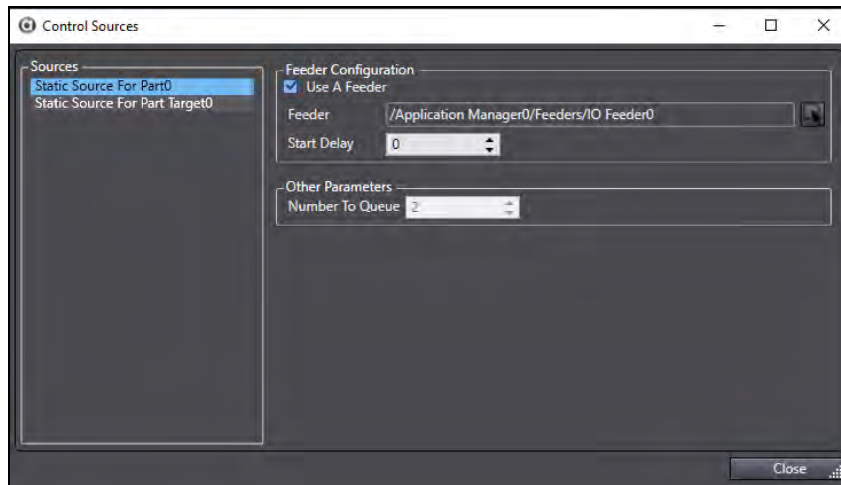 Control Sources
Sources
Static Source For Part0
Static Source For Part Target0
Feeder Configuration
Use A Feeder
Feeder /Application Manager0/Feeders/IO Feeder0
Start Delay 0
Other Parameters
Number To Queue 2
Close